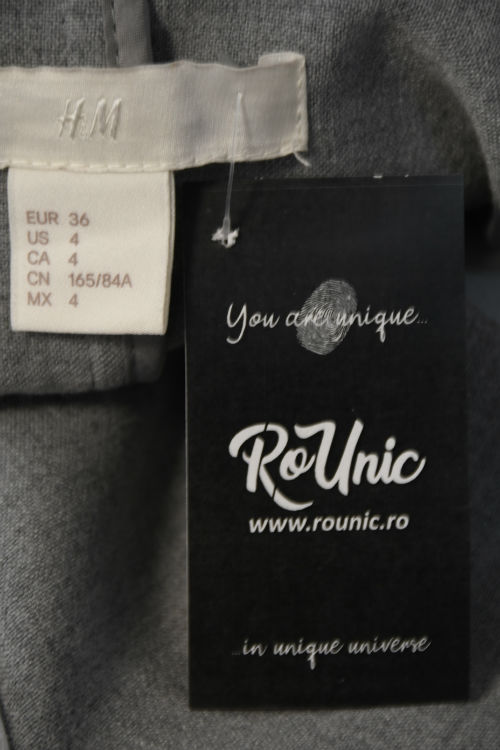 H&M
EUR 36
US 4
CA 4
CN 165/84A
MX 4
You are unique...
RoUnic
www.rounic.ro
...in unique universe